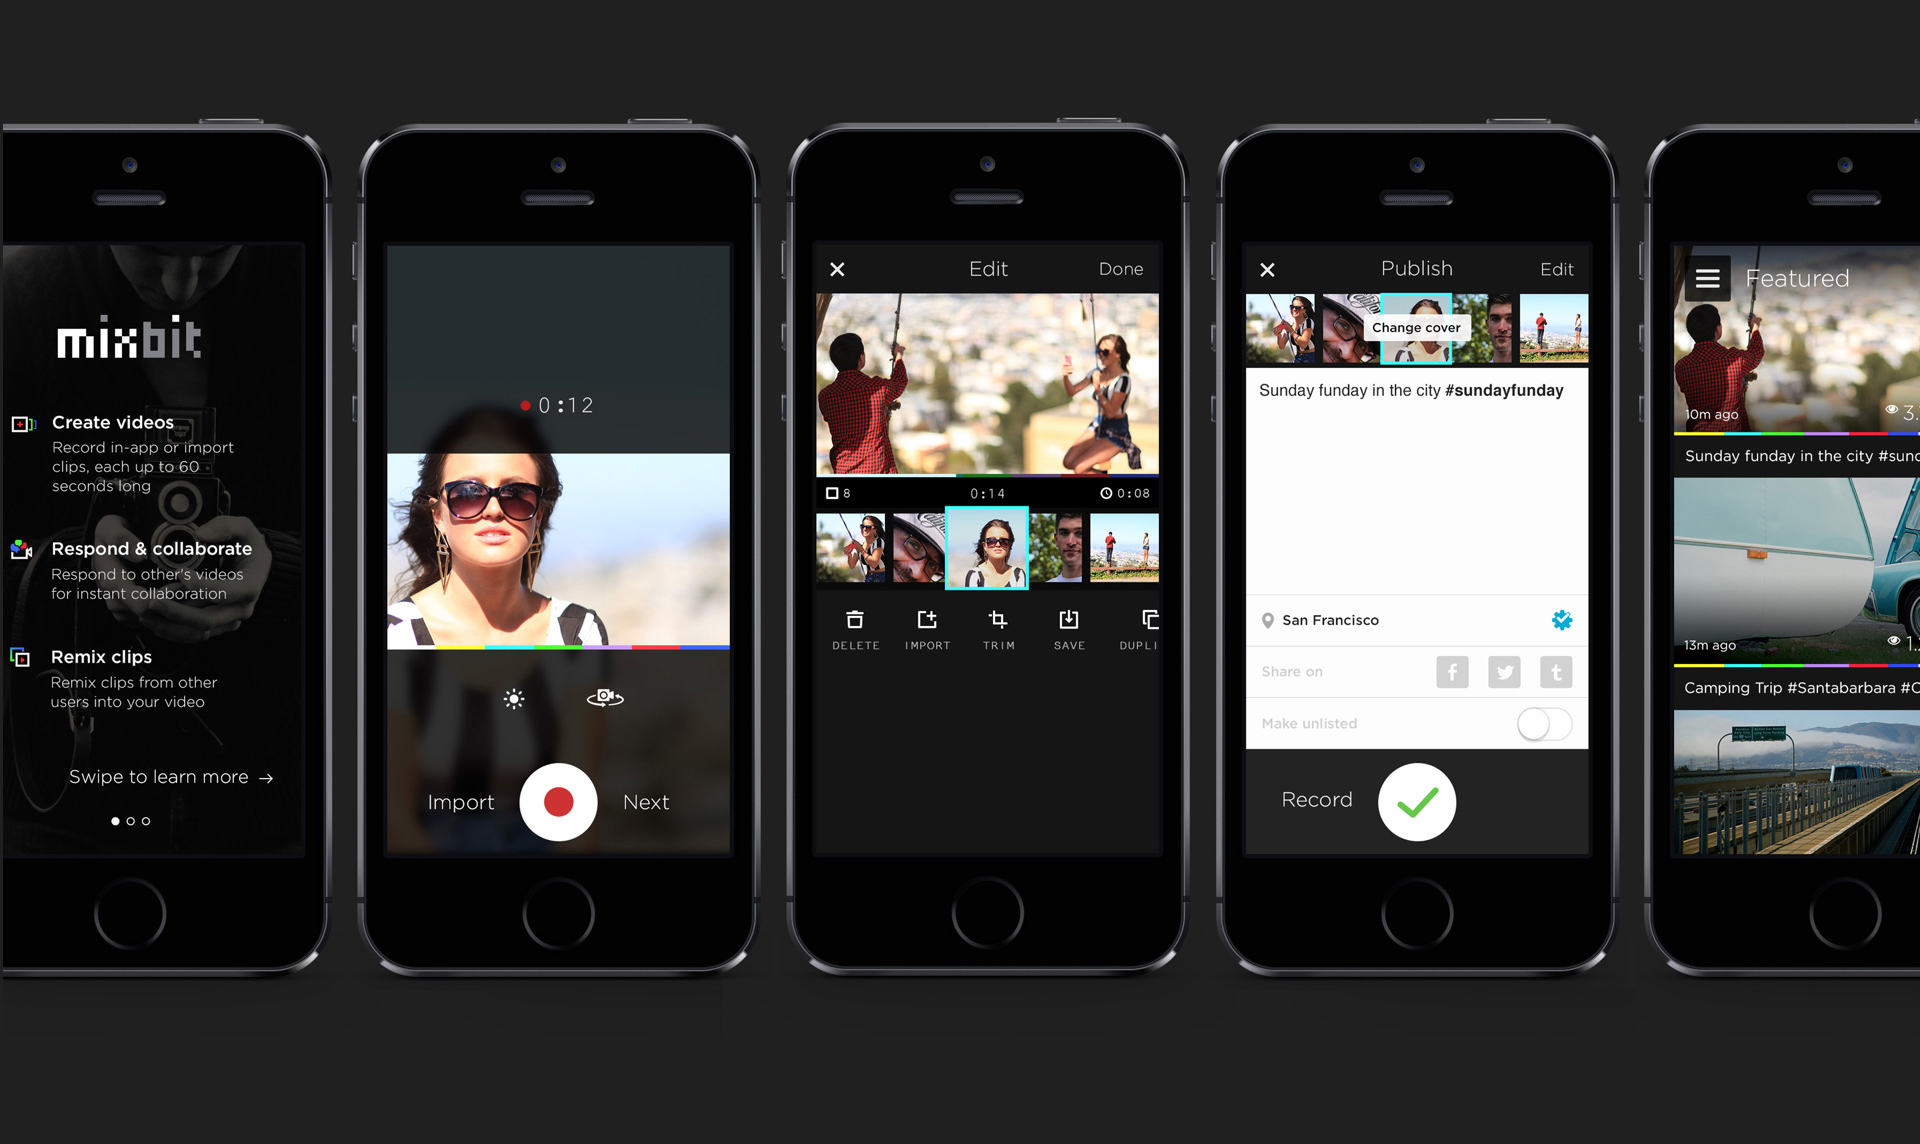 mixbit
Create videos
Record in-app or import
clips, each up to 60
seconds long
Respond & collaborate
Respond to other's videos
for instant collaboration
Remix clips
Remix clips from other
users into your video
Swipe to learn more →
0:12
Import
Next
Edit
Done
8
0:14
0:08
DELETE
IMPORT
TRIM
SAVE
DUPLI
Publish
Edit
Change cover
Sunday funday in the city #sundayfunday
San Francisco
Share on
Make unlisted
Record
Featured
10m ago
3.
Sunday funday in the city #sund
13m ago
1.
Camping Trip #Santabarbara #C